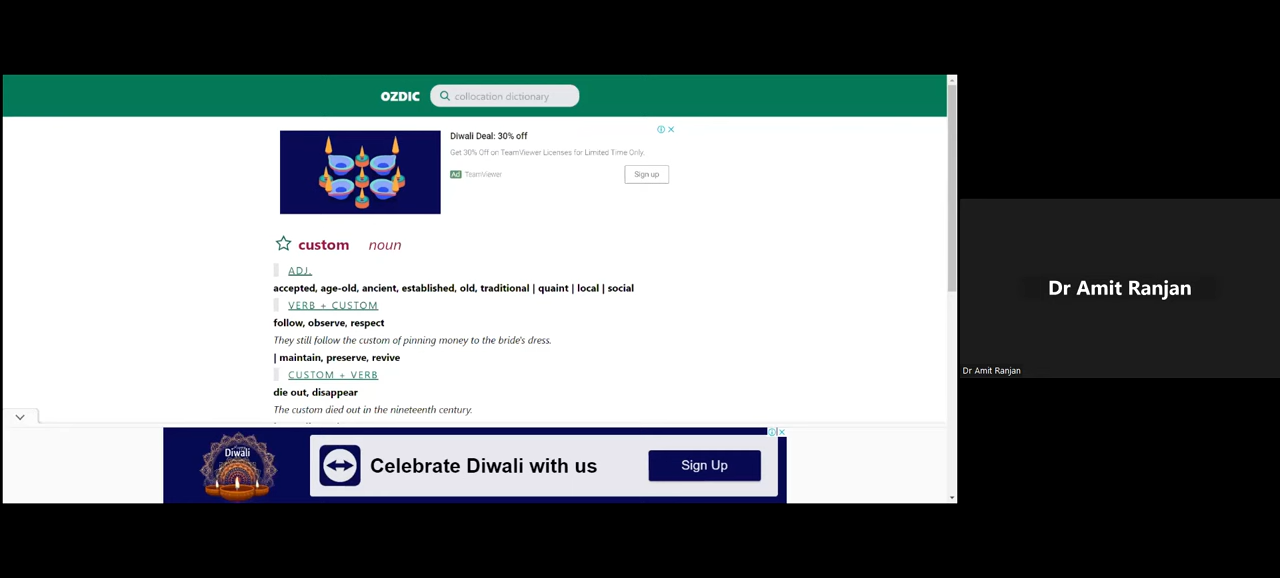 OZDIC
collocation dictionary
Diwali Deal: 30% off
Get 30% Off on TeamViewer Licenses for Limited Time Only.
Ad TeamViewer
Sign up
custom noun
ADJ.
accepted, age-old, ancient, established, old, traditional | quaint | local | social
VERB + CUSTOM
follow, observe, respect
They still follow the custom of pinning money to the bride's dress.
| maintain, preserve, revive
CUSTOM + VERB
die out, disappear
The custom died out in the nineteenth century.
Diwali
Celebrate Diwali with us
Sign Up
Dr Amit Ranjan
Dr Amit Ranjan